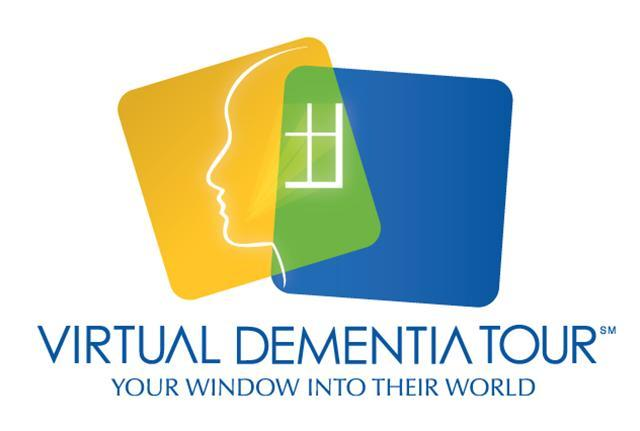 VIRTUAL DEMENTIA TOUR℠
YOUR WINDOW INTO THEIR WORLD